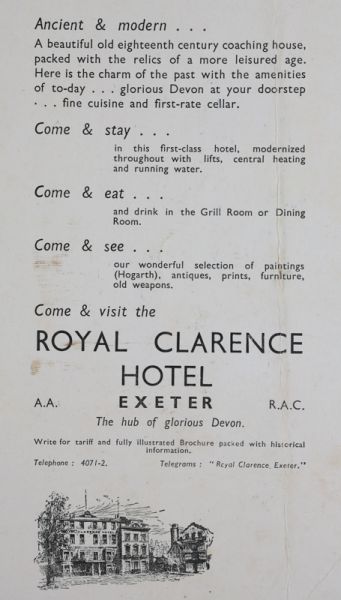 Ancient & modern . . .
A beautiful old eighteenth century coaching house,
packed with the relics of a more leisured age.
Here is the charm of the past with the amenities
of to-day . . . glorious Devon at your doorstep
. . . fine cuisine and first-rate cellar.
Come & stay . . .
in this first-class hotel, modernized
throughout with lifts, central heating
and running water.
Come & eat . . .
and drink in the Grill Room or Dining
Room.
Come & see . . .
our wonderful selection of paintings
(Hogarth), antiques, prints, furniture,
old weapons.
Come & visit the
ROYAL CLARENCE
HOTEL
A.A. EXETER R.A.C.
The hub of glorious Devon.
Write for tariff and fully illustrated Brochure packed with historical
information.
Telephone : 4071-2. Telegrams : "Royal Clarence, Exeter."